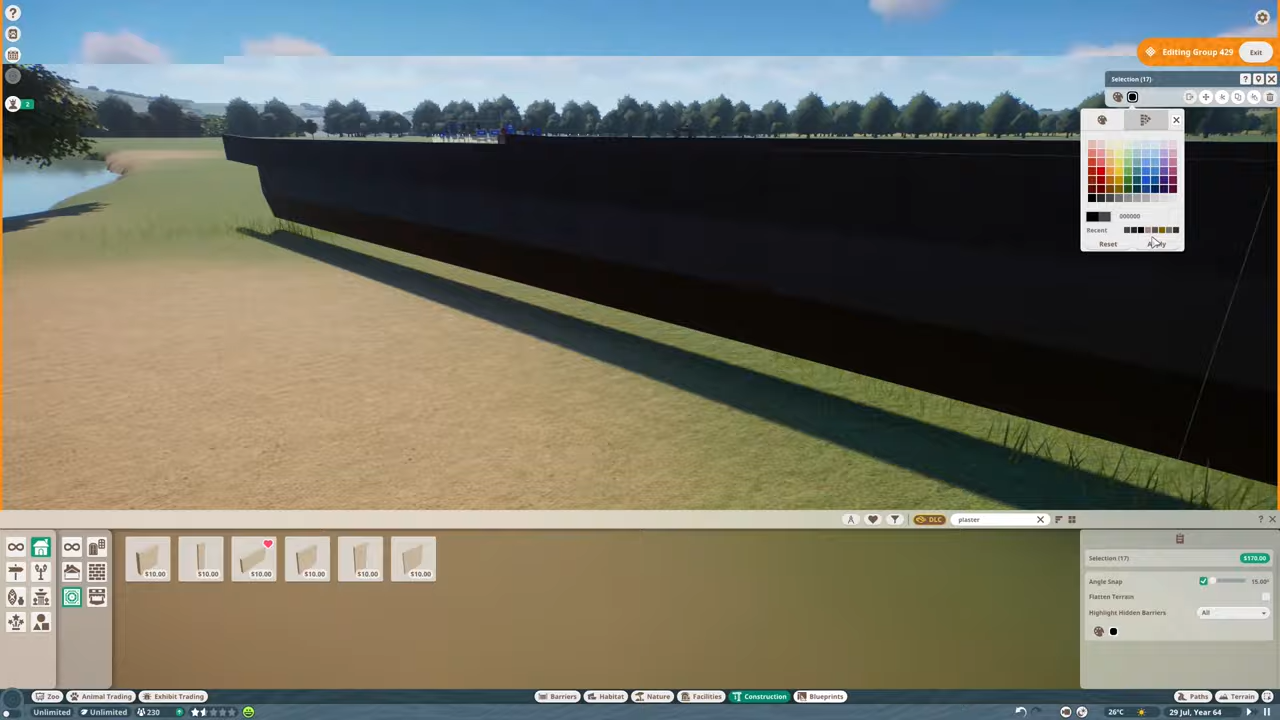 ?
Editing Group 429
Exit
Selection (17)
?
2
000000
Recent
Reset
Apply
DLC
plaster
?
$10.00
$10.00
$10.00
$10.00
$10.00
$10.00
Selection (17)
$170.00
Angle Snap
15.00°
Flatten Terrain
Highlight Hidden Barriers
All
Zoo
Animal Trading
Exhibit Trading
Barriers
Habitat
Nature
Facilities
Construction
Blueprints
Paths
Terrain
Unlimited
Unlimited
230
26°C
29 Jul, Year 64